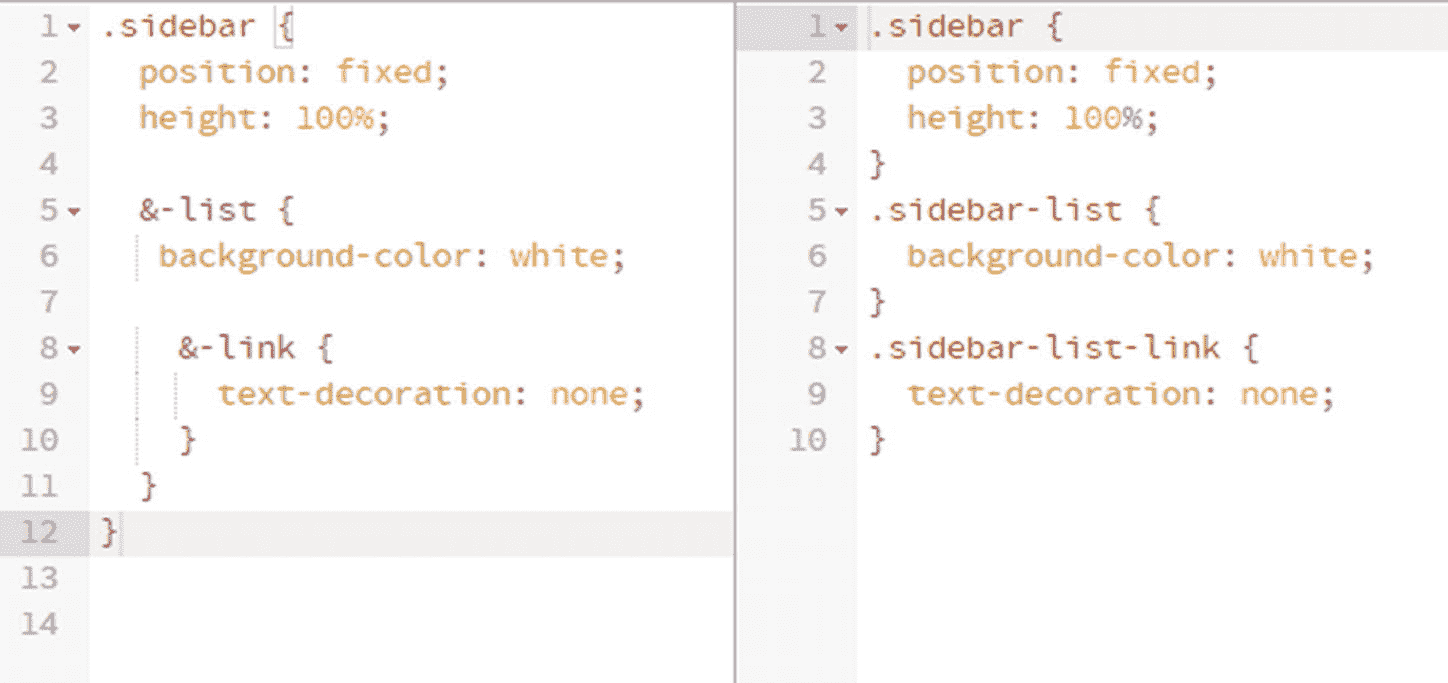 1 .sidebar {
2   position: fixed;
3   height: 100%;
4
5   &-list {
6    background-color: white;
7
8     &-link {
9       text-decoration: none;
10     }
11   }
12 }
13
14
1 .sidebar {
2   position: fixed;
3   height: 100%;
4 }
5 .sidebar-list {
6   background-color: white;
7 }
8 .sidebar-list-link {
9   text-decoration: none;
10 }